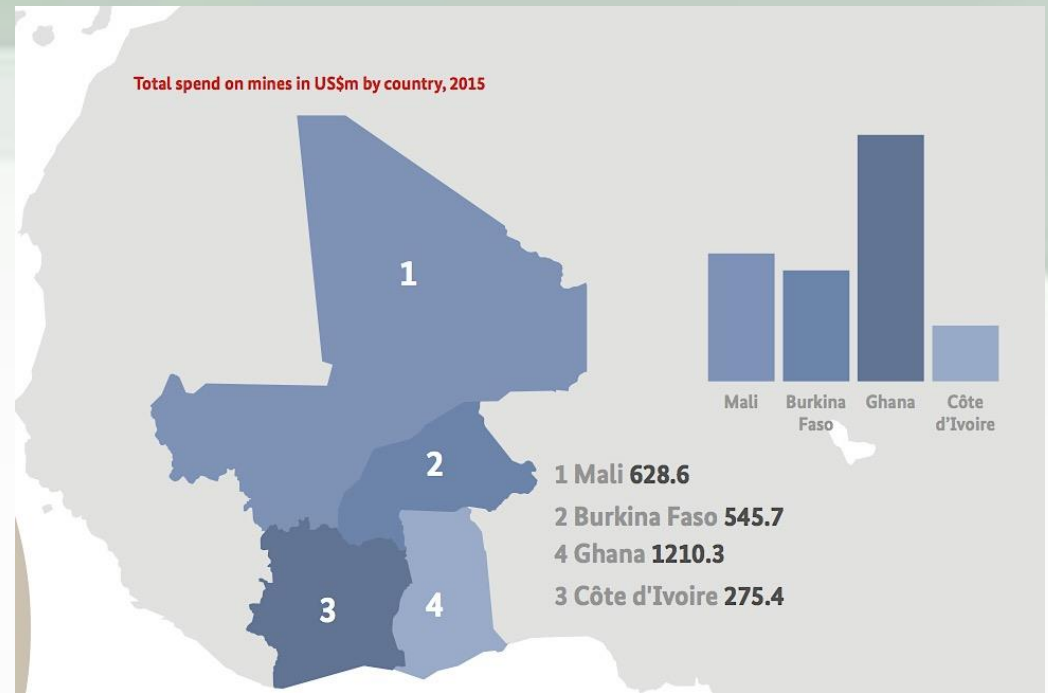 Total spend on mines in US$m by country, 2015
1
2
3
4
Mali
Burkina
Faso
Ghana
Côte
d'Ivoire
1 Mali 628.6
2 Burkina Faso 545.7
4 Ghana 1210.3
3 Côte d'Ivoire 275.4